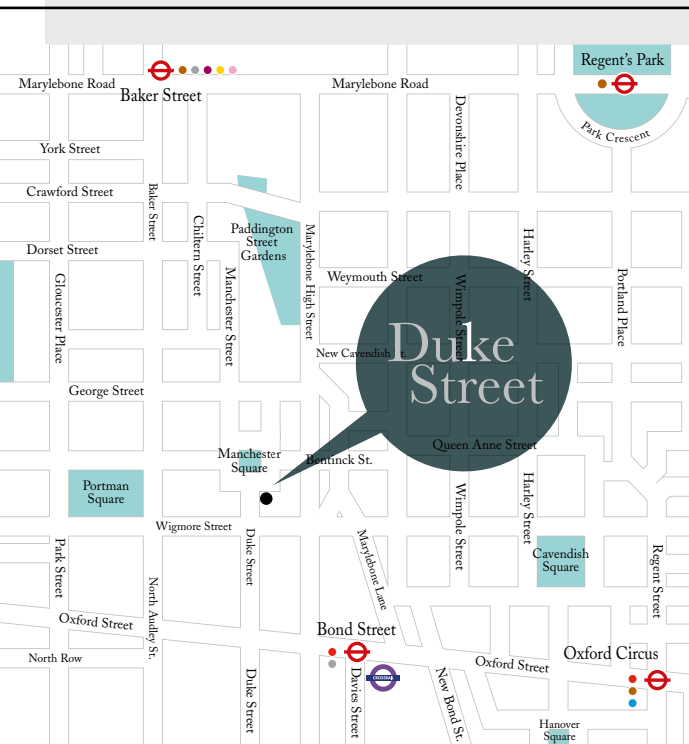 Regent's Park
Marylebone Road
Marylebone Road
Baker Street
Park Crescent
Devonshire Place
York Street
Crawford Street
Baker Street
Chiltern Street
Paddington
Street
Gardens
Marylebone High Street
Harley Street
Dorset Street
Gloucester Place
Manchester Street
Weymouth Street
Wimpole Street
Portland Place
Duke
Street
New Cavendish St.
George Street
Queen Anne Street
Manchester
Square
Bentinck St.
Portman
Square
Wimpole Street
Harley Street
Wigmore Street
Duke Street
Marylebone Lane
Cavendish
Square
Park Street
North Audley St.
Regent Street
Oxford Street
Bond Street
Oxford Circus
North Row
Oxford Street
Duke Street
Davies Street
CROSSRAIL
New Bond St.
Hanover
Square